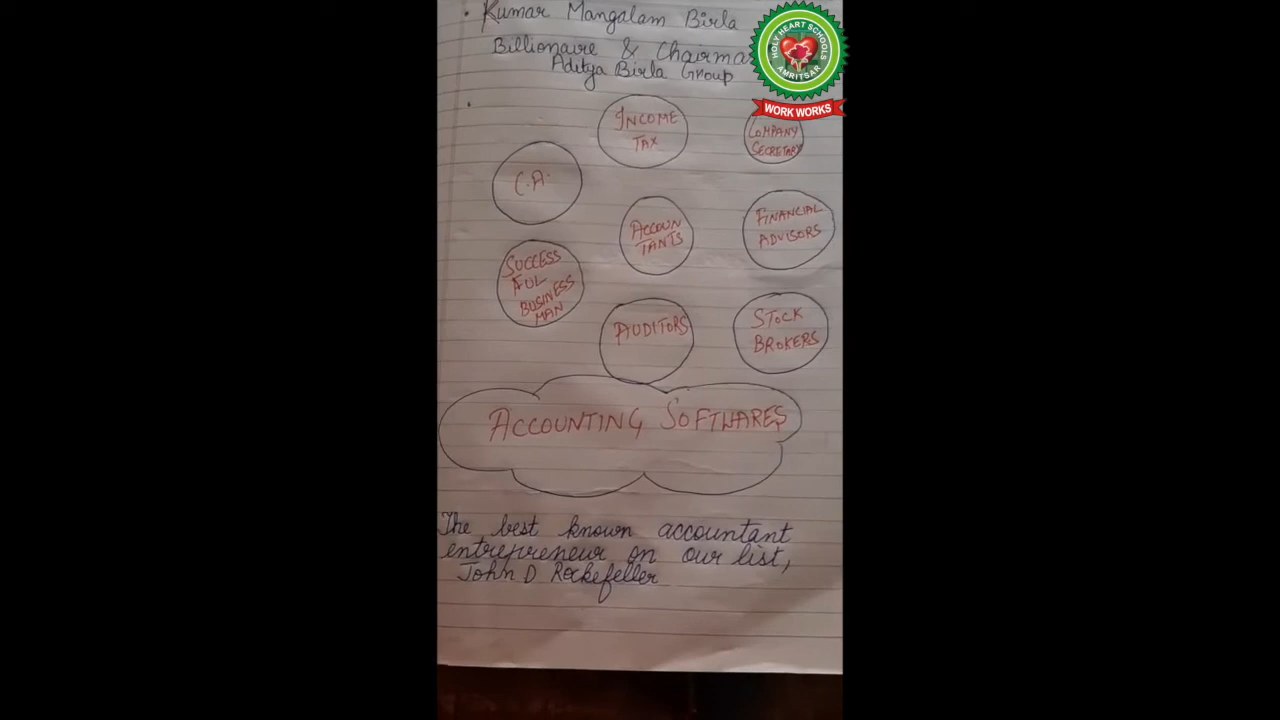 Kumar Mangalam Birla
Billionaire & Chairma
Aditya Birla Group
HOLY HEART SCHOOLS
AMRITSAR
WORK WORKS
INCOME
TAX
COMPANY
SECRETARY
C.A.
ACCOUN
TANTS
FINANCIAL
ADVISORS
SUCCESS
FUL
BUSINESS
MAN
AUDITORS
STOCK
BROKERS
ACCOUNTING SOFTWARES
The best known accountant
entrepreneur on our list,
John D Rockefeller